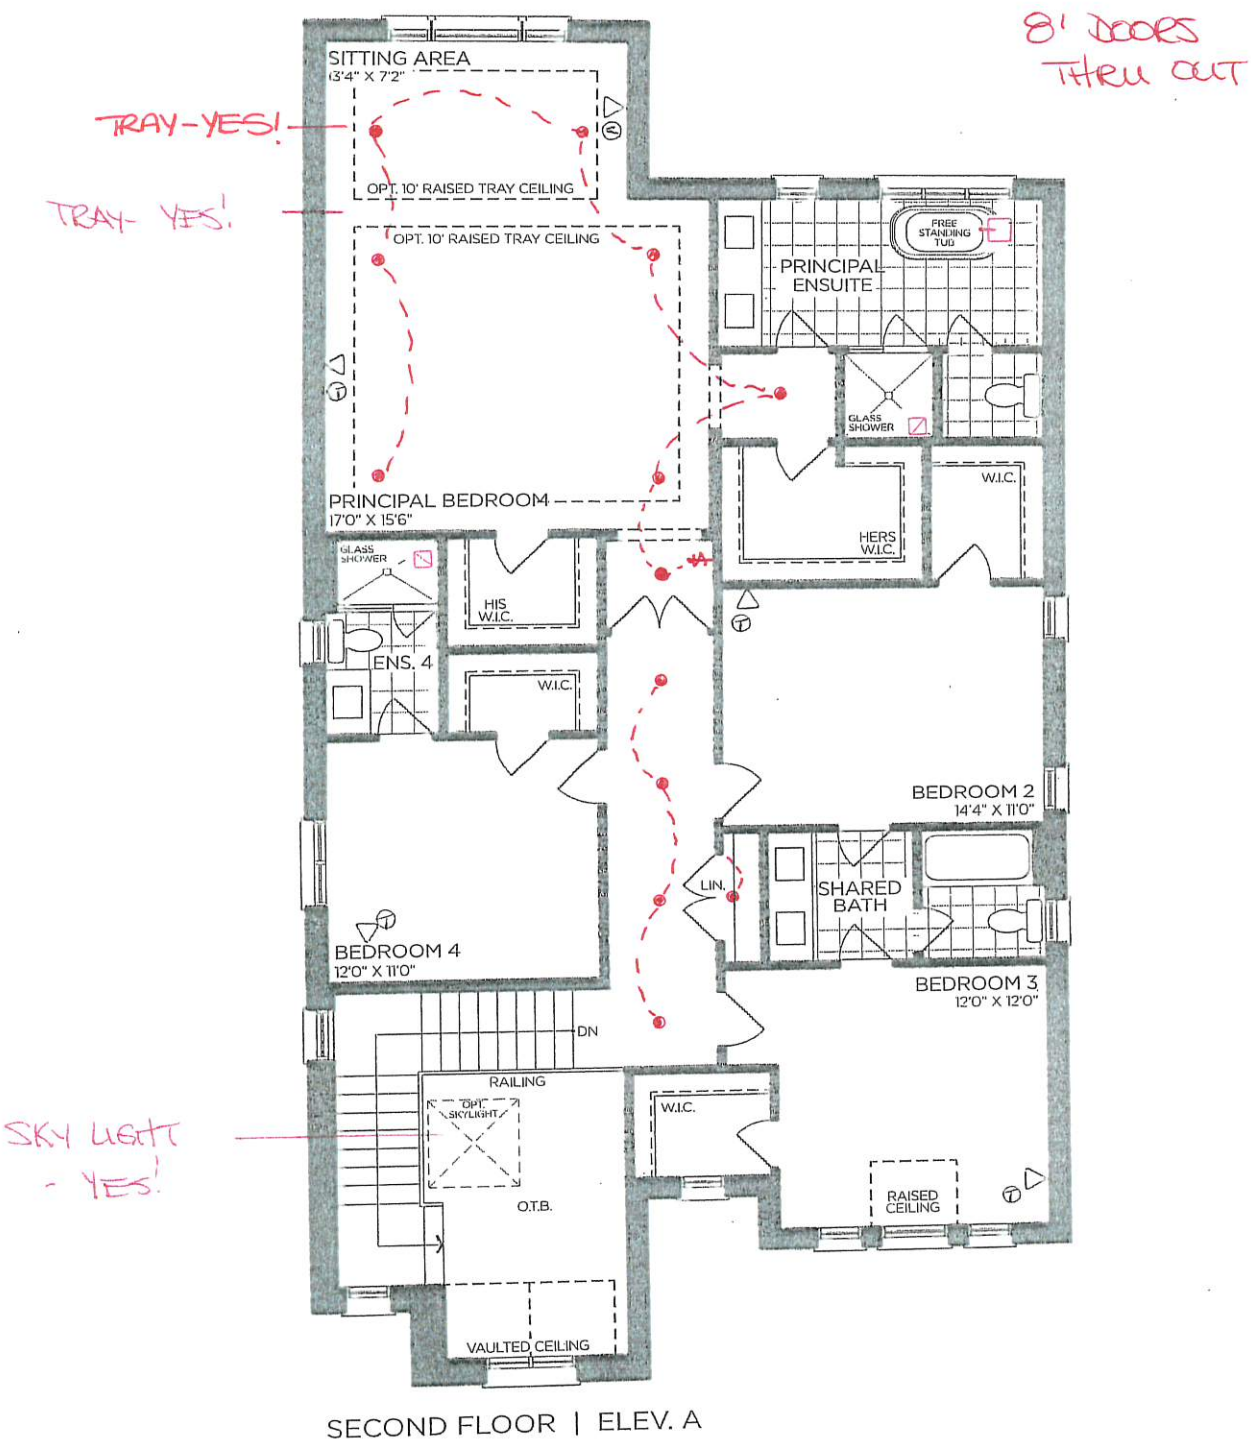 8' DOORS
THRU OUT
SITTING AREA
13'4" X 7'2"
TRAY-YES!
OPT. 10' RAISED TRAY CEILING
TRAY- YES!
OPT. 10' RAISED TRAY CEILING
FREE
STANDING
TUB
PRINCIPAL
ENSUITE
T
GLASS
SHOWER
PRINCIPAL BEDROOM
17'0" X 15'6"
W.I.C.
HERS
W.I.C.
GLASS
SHOWER
HIS
W.I.C.
T
ENS. 4
W.I.C.
BEDROOM 2
14'4" X 11'0"
LIN.
SHARED
BATH
T
BEDROOM 4
12'0" X 11'0"
BEDROOM 3
12'0" X 12'0"
DN
RAILING
OPT.
SKYLIGHT
W.I.C.
SKY LIGHT
- YES!
T
RAISED
CEILING
O.T.B.
VAULTED CEILING
SECOND FLOOR | ELEV. A